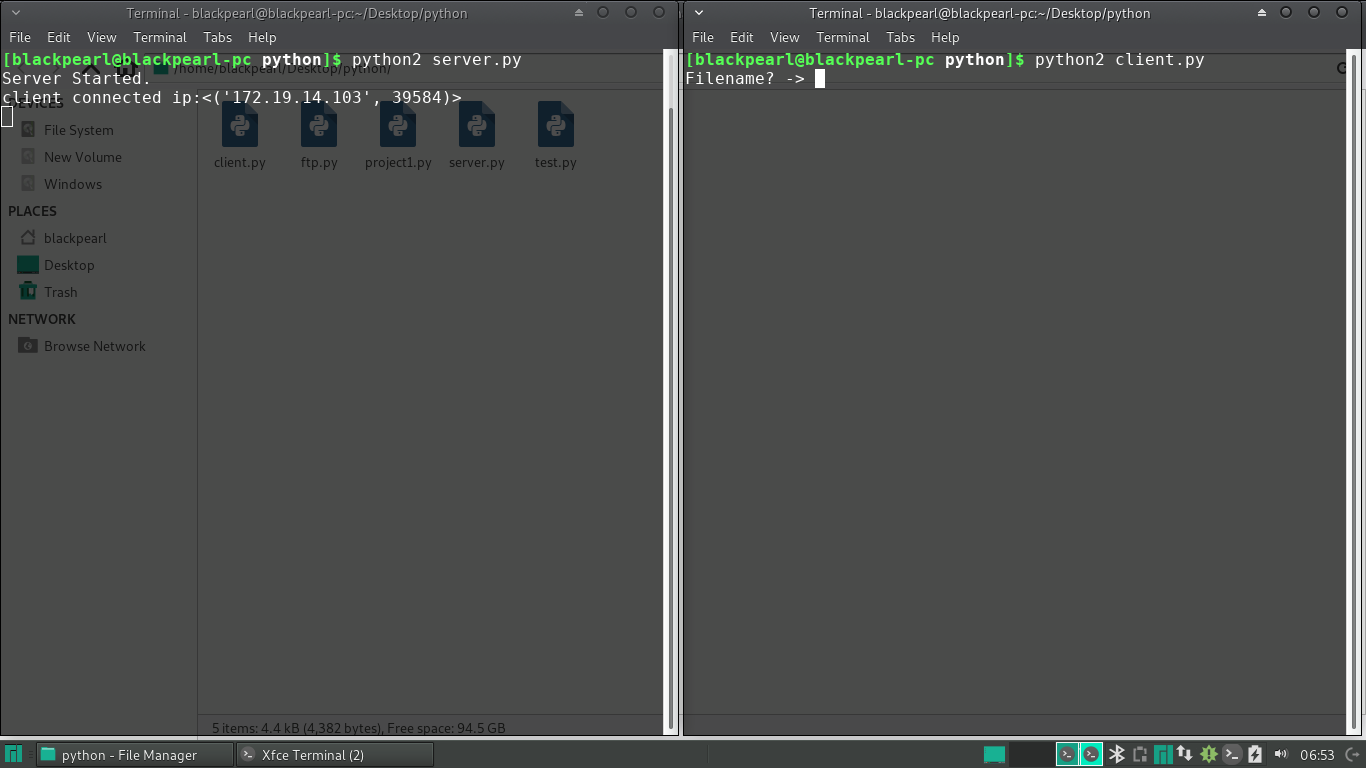 Terminal - blackpearl@blackpearl-pc:~/Desktop/python
File Edit View Terminal Tabs Help
[blackpearl@blackpearl-pc python]$ python2 server.py
Server Started.
client connected ip:<('172.19.14.103', 39584)>
/home/blackpearl/Desktop/python/
DEVICES
File System
New Volume
Windows
PLACES
blackpearl
Desktop
Trash
NETWORK
Browse Network
client.py ftp.py project1.py server.py test.py
5 items: 4.4 kB (4,382 bytes), Free space: 94.5 GB
Terminal - blackpearl@blackpearl-pc:~/Desktop/python
File Edit View Terminal Tabs Help
[blackpearl@blackpearl-pc python]$ python2 client.py
Filename? ->
python - File Manager Xfce Terminal (2) 06:53